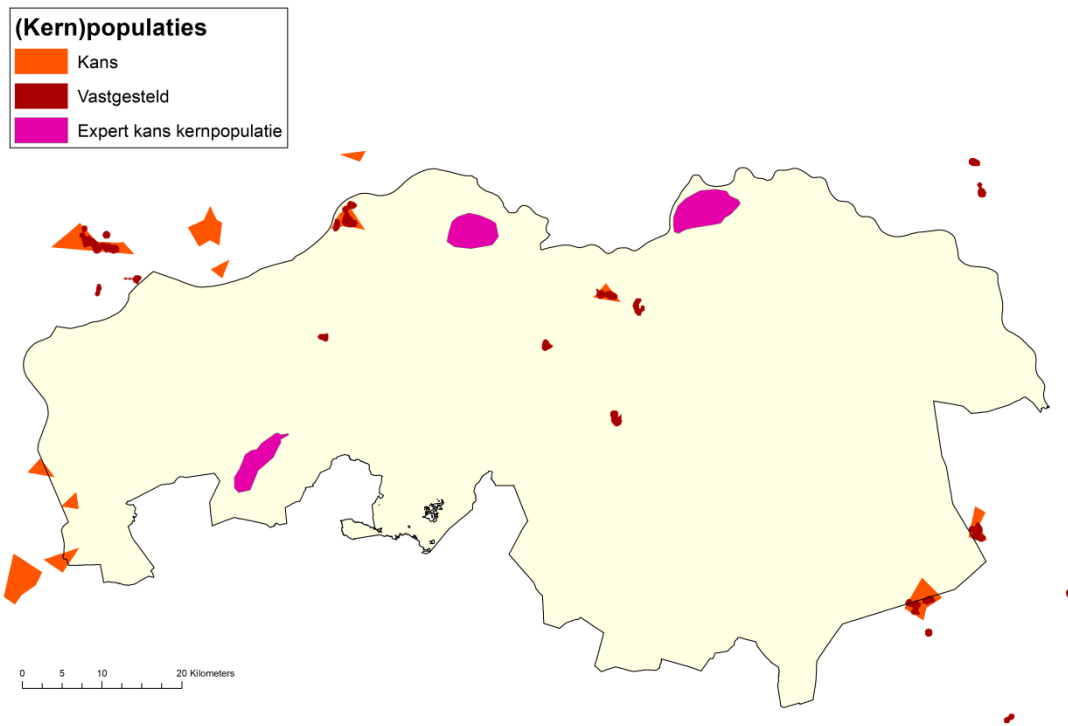 (Kern)populaties
Kans
Vastgesteld
Expert kans kernpopulatie
0 5 10 20 Kilometers